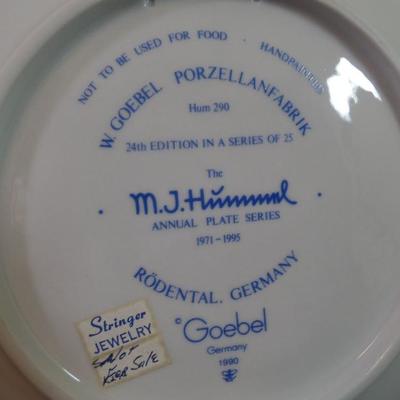 NOT TO BE USED FOR FOOD · HANDPAINTED
W. GOEBEL PORZELLANFABRIK
Hum 290
24th EDITION IN A SERIES OF 25
The
M.J.Hummel
ANNUAL PLATE SERIES
1971-1995
RÖDENTAL, GERMANY
©Goebel
Germany
1990
Stringer
JEWELRY
NOT
FOR SALE